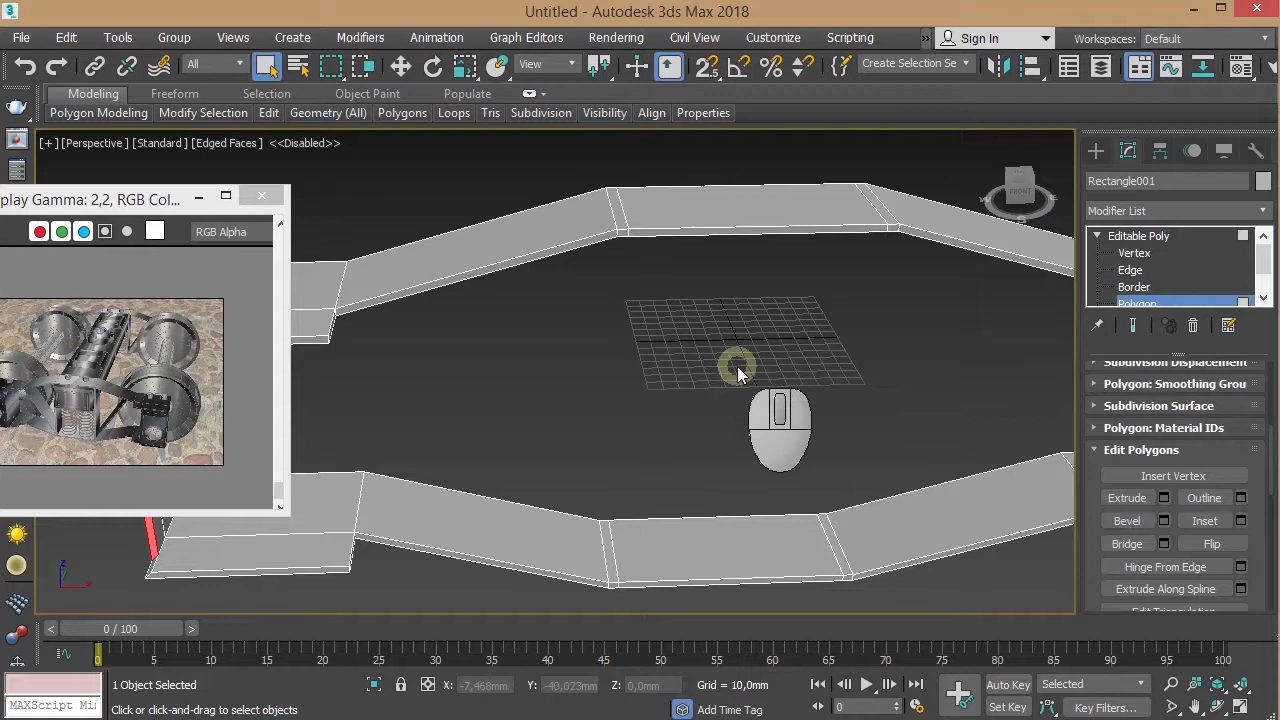 Untitled - Autodesk 3ds Max 2018
File Edit Tools Group Views Create Modifiers Animation Graph Editors Rendering Civil View Customize Scripting » Sign In Workspaces: Default
All View Create Selection Se
Modeling Freeform Selection Object Paint Populate
Polygon Modeling Modify Selection Edit Geometry (All) Polygons Loops Tris Subdivision Visibility Align Properties
[+] [Perspective ] [Standard ] [Edged Faces ] <<Disabled>>
play Gamma: 2,2, RGB Col...
RGB Alpha
FRONT
W
S
E
Rectangle001
Modifier List
Editable Poly
Vertex
Edge
Border
Polygon
Subdivision Displacement
Polygon: Smoothing Grou
Subdivision Surface
Polygon: Material IDs
Edit Polygons
Insert Vertex
Extrude Outline
Bevel Inset
Bridge Flip
Hinge From Edge
Extrude Along Spline
Edit Triangulation
z
y
x
< 0 / 100 >
0 5 10 15 20 25 30 35 40 45 50 55 60 65 70 75 80 85 90 95 100
1 Object Selected X: -7,468mm Y: -40,023mm Z: 0,0mm Grid = 10,0mm Auto Key Selected
MAXScript Min Click or click-and-drag to select objects Add Time Tag 0 Set Key Key Filters...